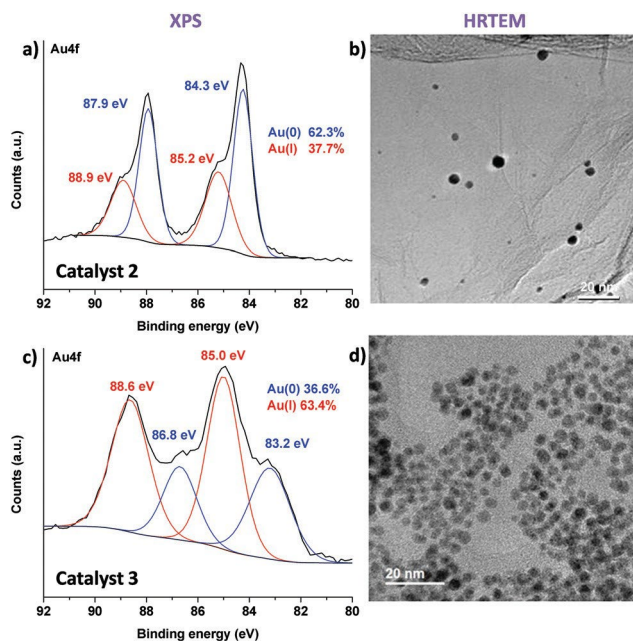 XPS
HRTEM
a) Au4f
87.9 eV
84.3 eV
Au(0) 62.3%
Au(I) 37.7%
88.9 eV
85.2 eV
Counts (a.u.)
Catalyst 2
92 90 88 86 84 82 80
Binding energy (eV)
b)
20 nm
c) Au4f
88.6 eV
85.0 eV
Au(0) 36.6%
Au(I) 63.4%
86.8 eV
83.2 eV
Counts (a.u.)
Catalyst 3
92 90 88 86 84 82 80
Binding energy (eV)
d)
20 nm